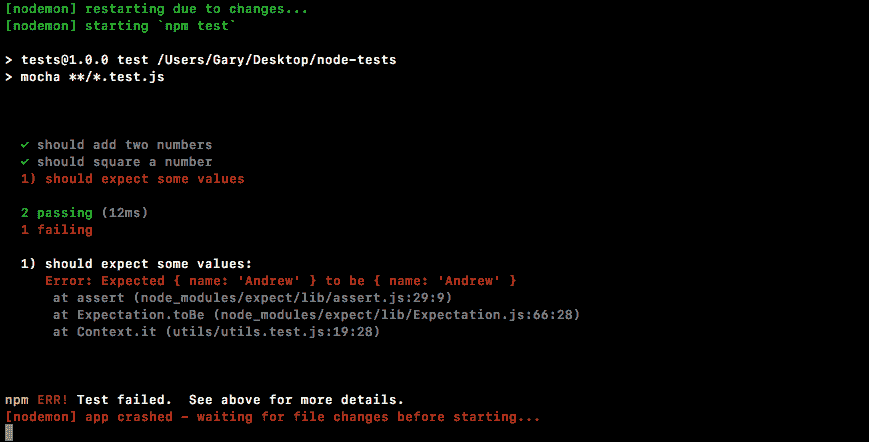 [nodemon] restarting due to changes...
[nodemon] starting `npm test`
> tests@1.0.0 test /Users/Gary/Desktop/node-tests
> mocha **/*.test.js
✓ should add two numbers
✓ should square a number
1) should expect some values
2 passing (12ms)
1 failing
1) should expect some values:
Error: Expected { name: 'Andrew' } to be { name: 'Andrew' }
at assert (node_modules/expect/lib/assert.js:29:9)
at Expectation.toBe (node_modules/expect/lib/Expectation.js:66:28)
at Context.it (utils/utils.test.js:19:28)
npm ERR! Test failed.  See above for more details.
[nodemon] app crashed - waiting for file changes before starting...